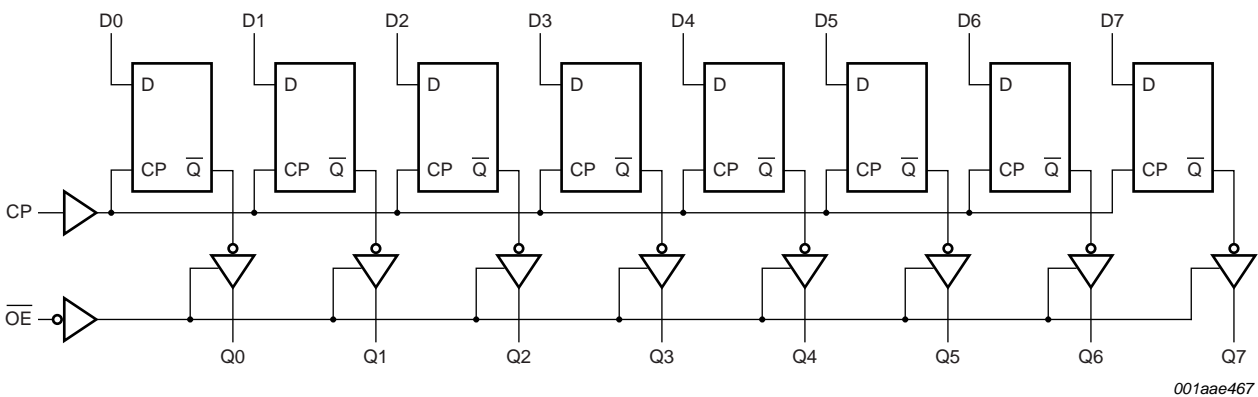 D0 D1 D2 D3 D4 D5 D6 D7
D D D D D D D D
CP Q̅ CP Q̅ CP Q̅ CP Q̅ CP Q̅ CP Q̅ CP Q̅ CP Q̅
CP
O̅E̅
Q0 Q1 Q2 Q3 Q4 Q5 Q6 Q7
001aae467